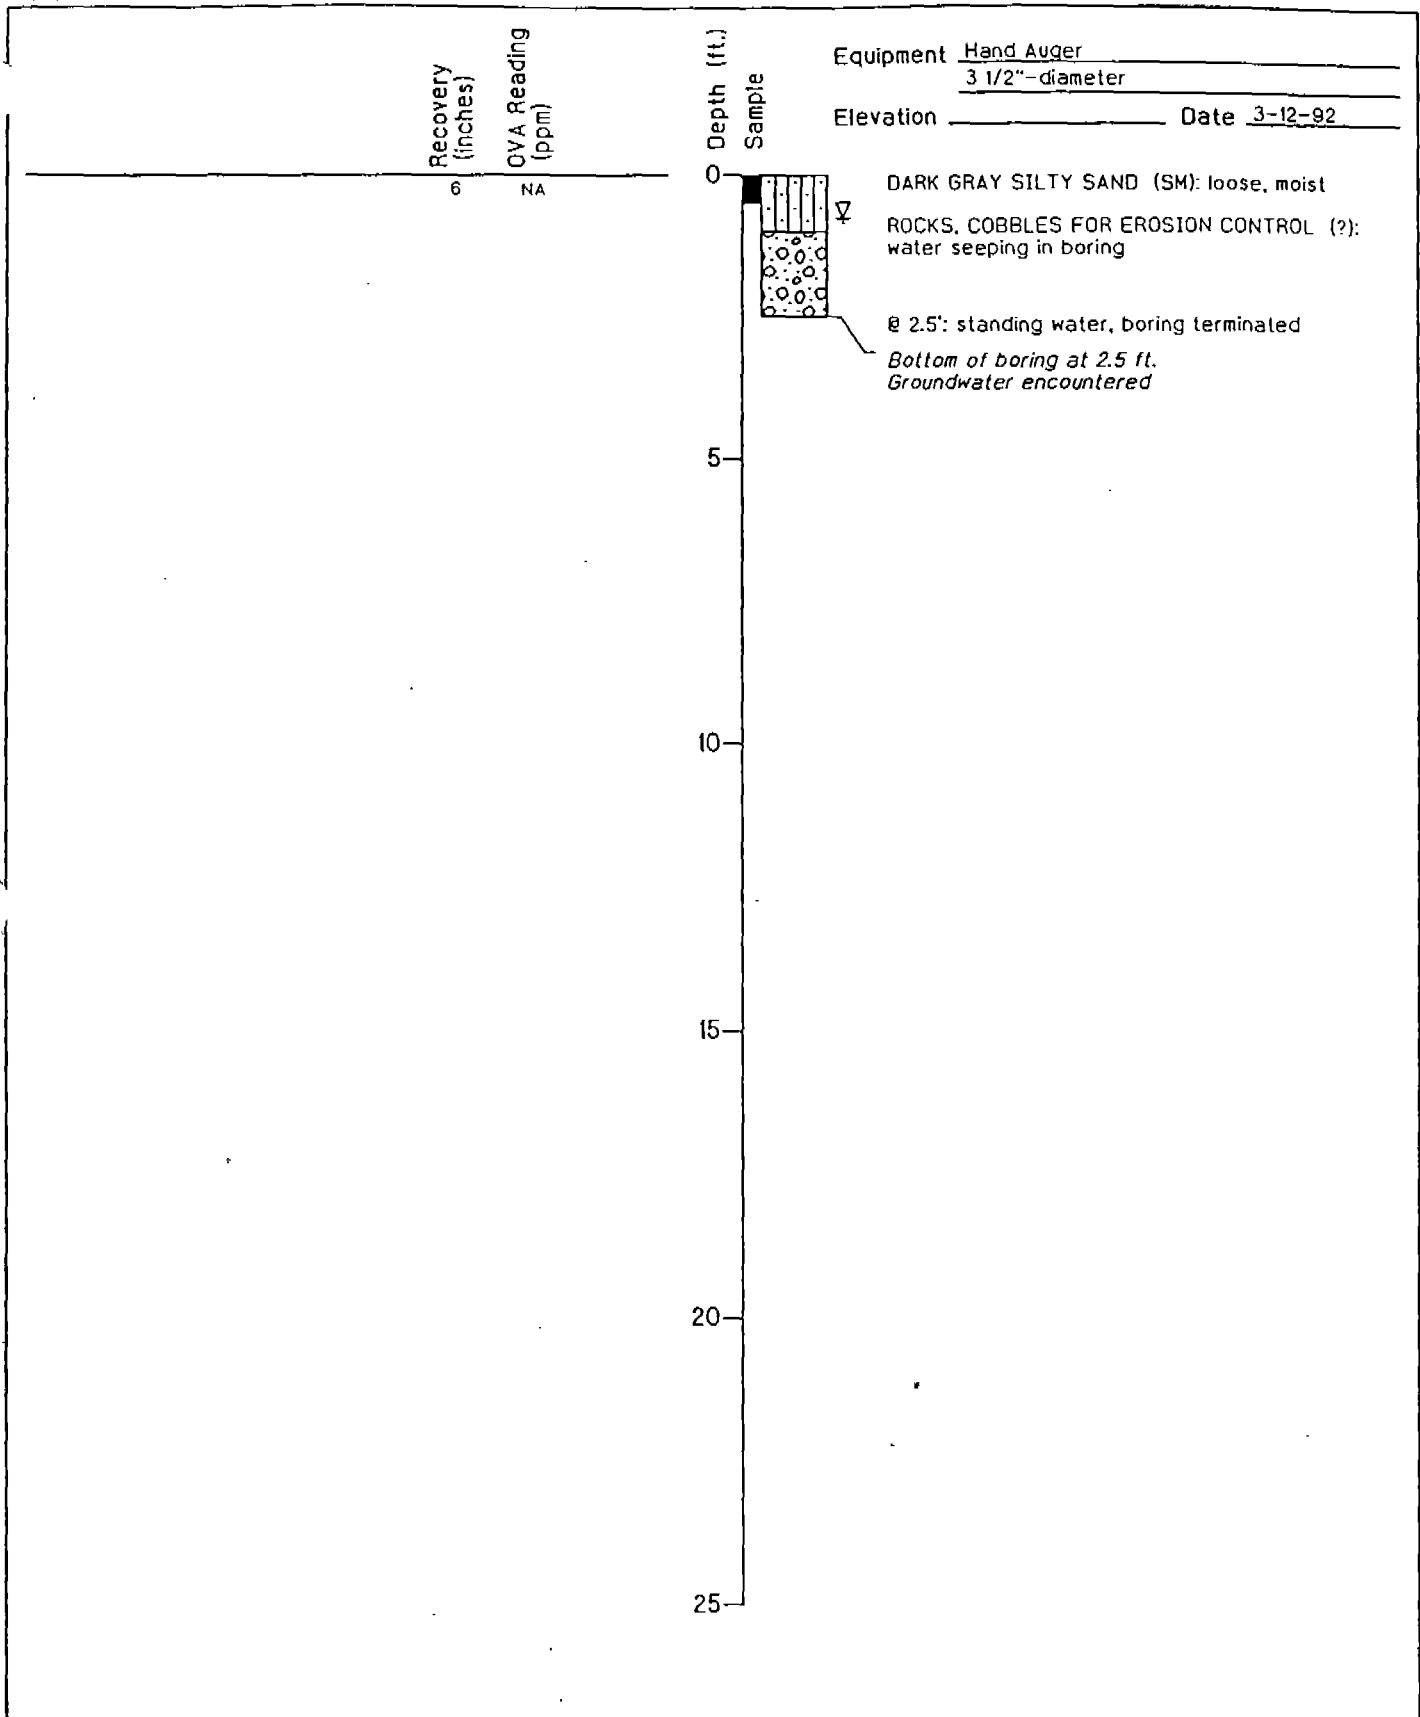 Recovery
(inches)
OVA Reading
(ppm)
Depth (ft.)
Sample
Equipment Hand Auger
3 1/2"-diameter
Elevation Date 3-12-92
6 NA
0
DARK GRAY SILTY SAND (SM): loose, moist
ROCKS, COBBLES FOR EROSION CONTROL (?):
water seeping in boring
@ 2.5': standing water, boring terminated
Bottom of boring at 2.5 ft.
Groundwater encountered
5
10
15
20
25